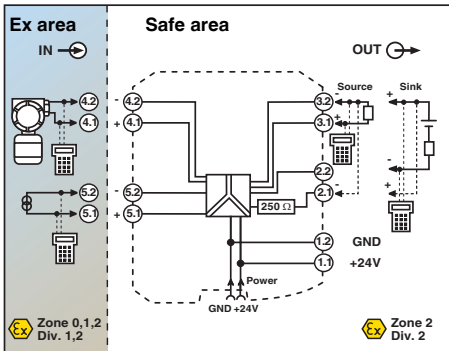 Ex area
Safe area
IN
OUT
Source
Sink
4.2
- 4.2
3.2 -
+
4.1
+ 4.1
3.1 +
2.2
-
5.2
- 5.2
2.1 -
+
250 Ω
5.1
+ 5.1
1.2 GND
1.1 +24V
Power
GND +24V
Ex Zone 0,1,2
Div. 1,2
Ex Zone 2
Div. 2